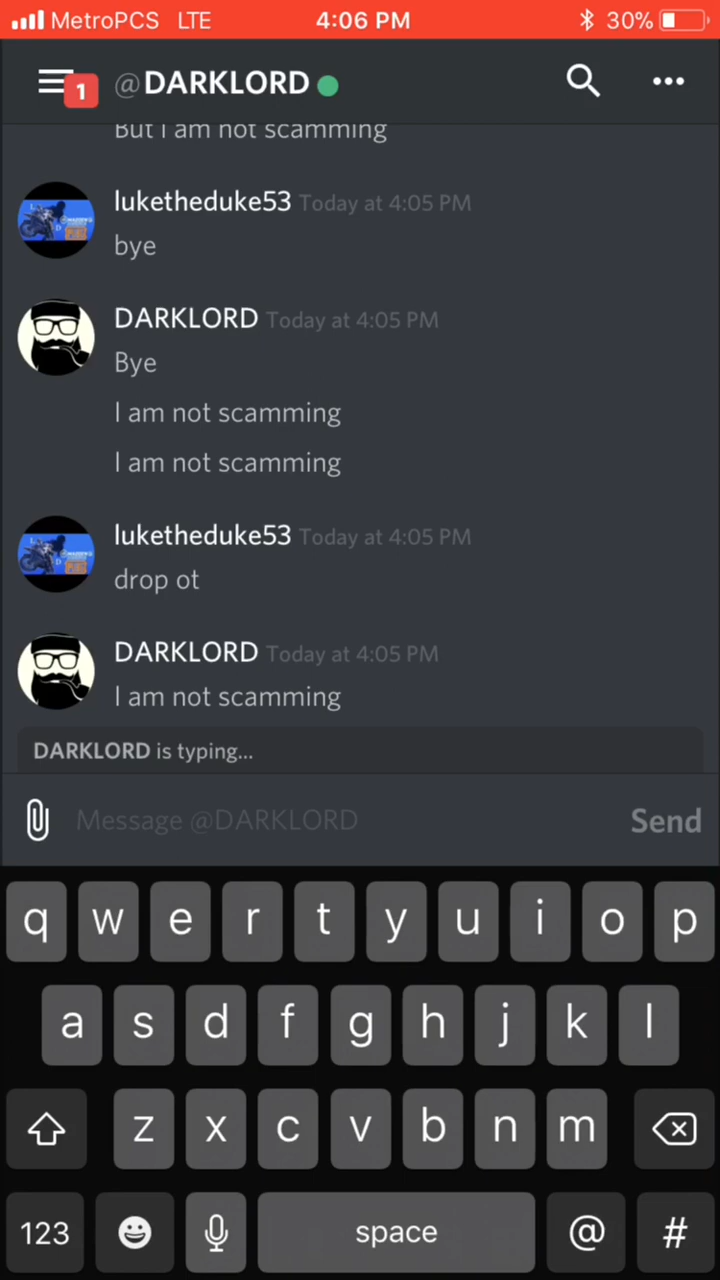 MetroPCS LTE 4:06 PM 30%
1 @DARKLORD
But I am not scamming
luketheduke53 Today at 4:05 PM
bye
DARKLORD Today at 4:05 PM
Bye
I am not scamming
I am not scamming
luketheduke53 Today at 4:05 PM
drop ot
DARKLORD Today at 4:05 PM
I am not scamming
DARKLORD is typing...
Message @DARKLORD Send
q w e r t y u i o p
a s d f g h j k l
z x c v b n m
123 space @ #